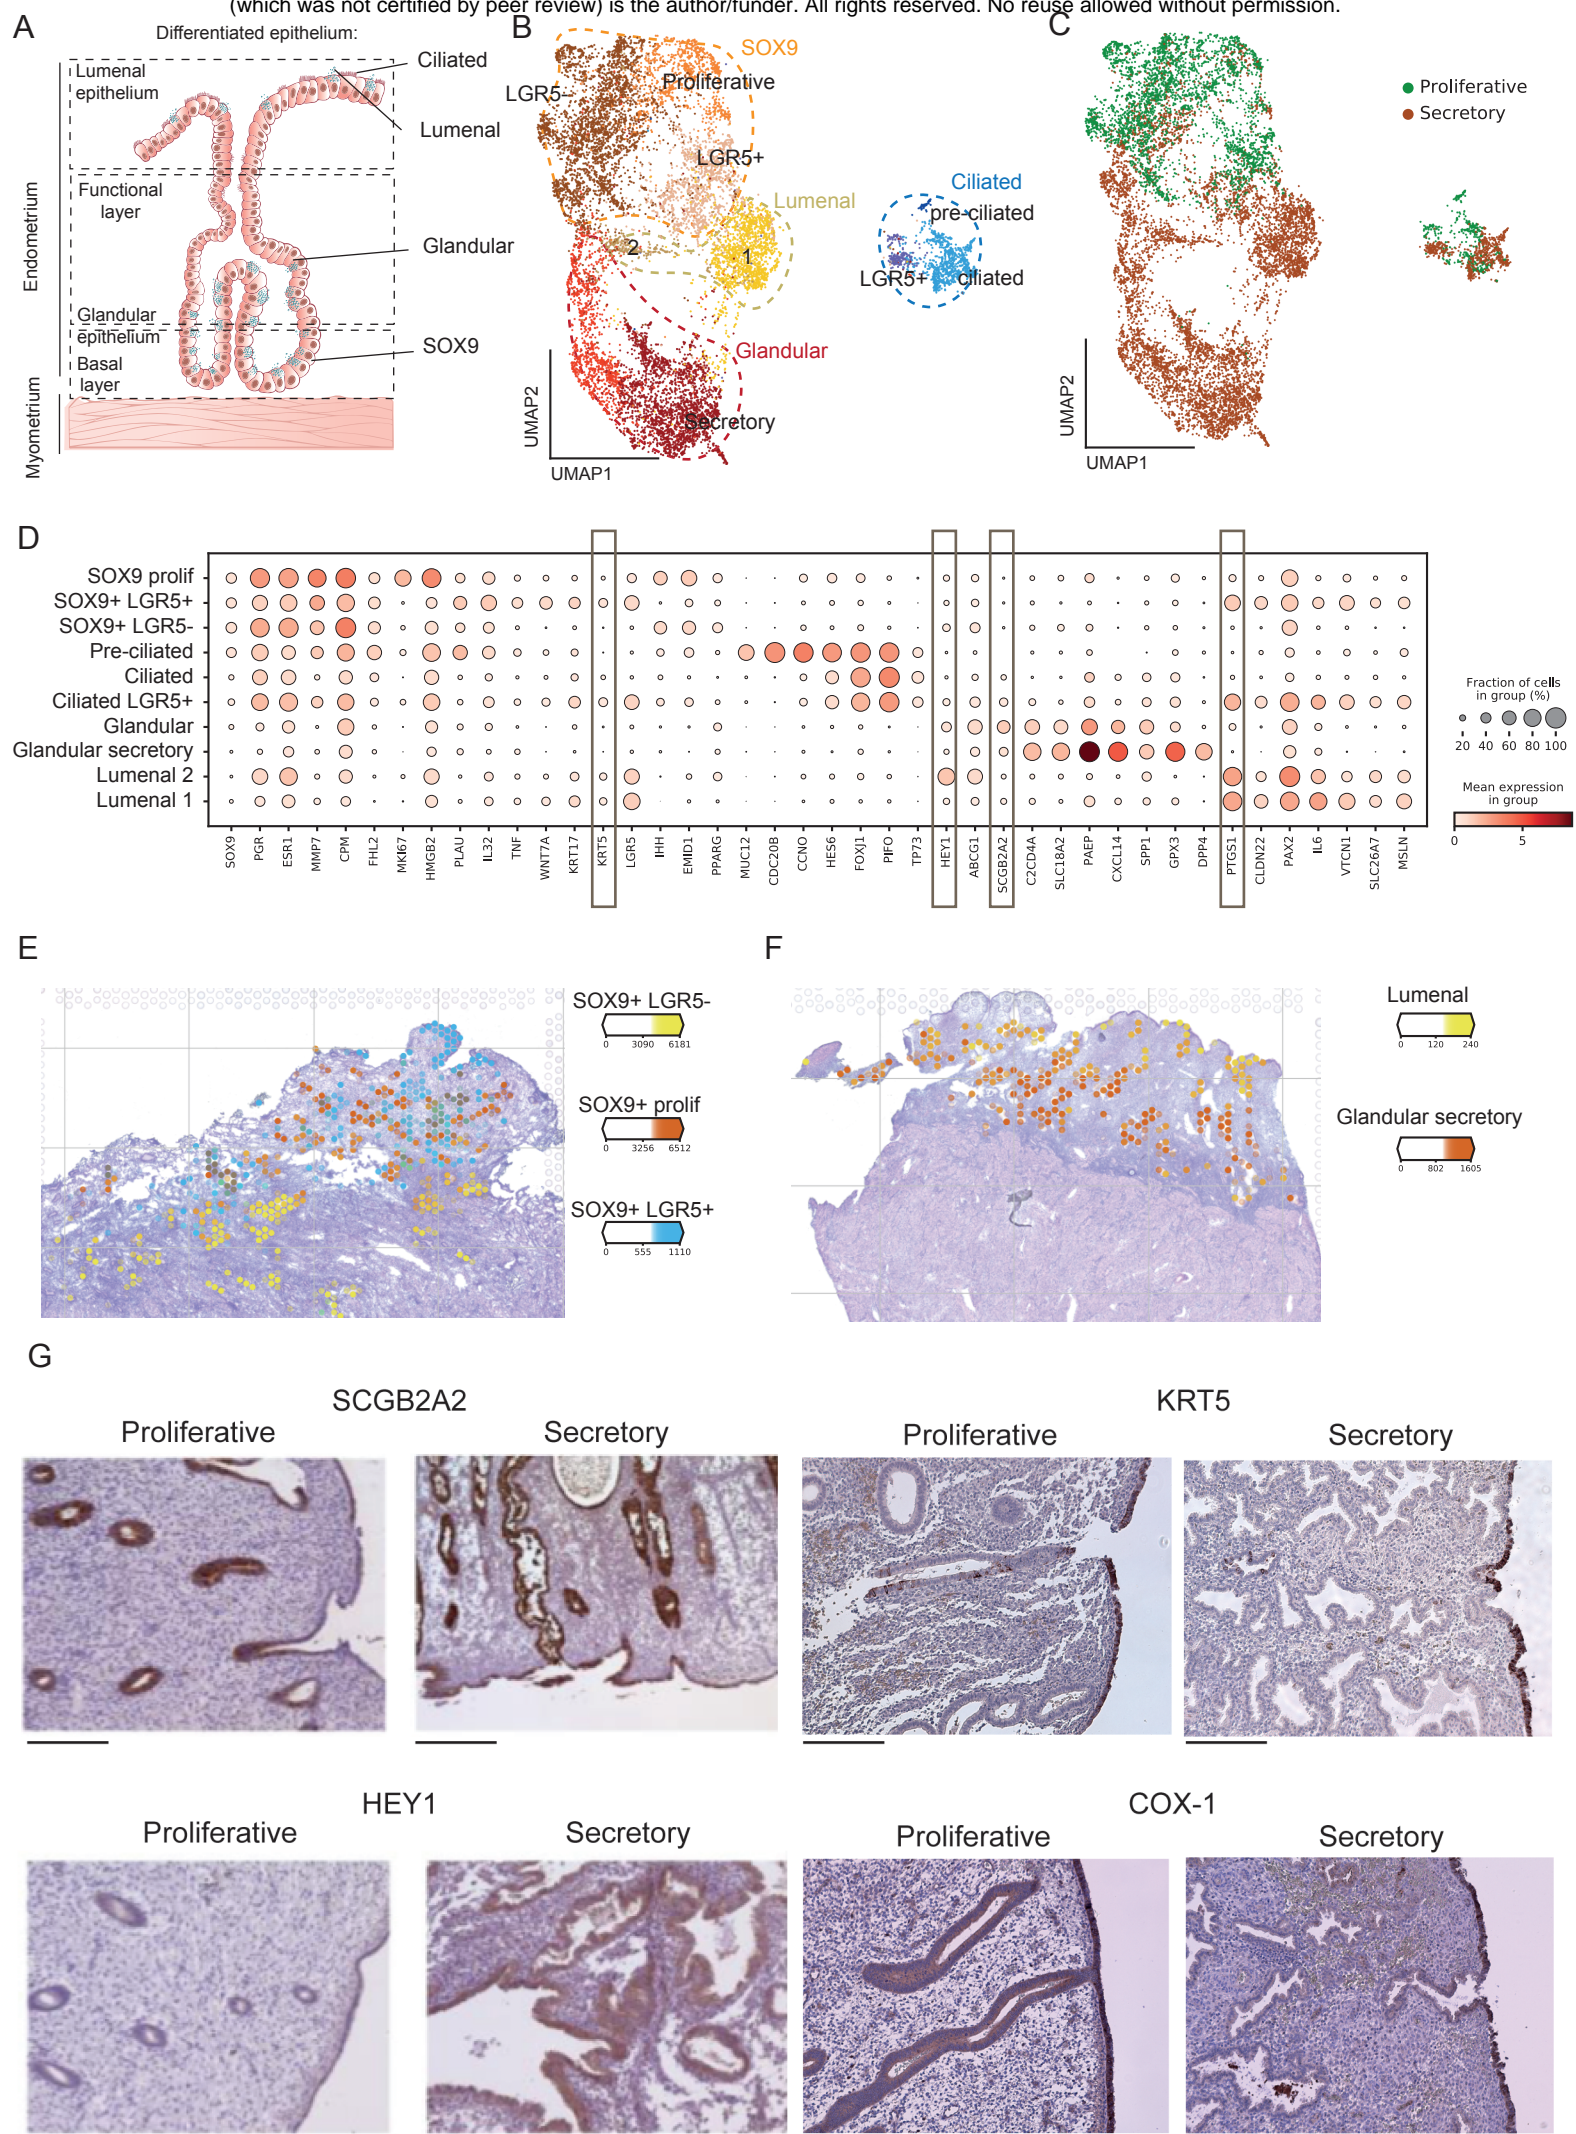 (which was not certified by peer review) is the author/funder. All rights reserved. No reuse allowed without permission.
A
Differentiated epithelium:
Lumenal
epithelium
Functional
layer
Glandular
epithelium
Basal
layer
Endometrium
Myometrium
Ciliated
Lumenal
Glandular
SOX9
B
SOX9
Proliferative
LGR5-
LGR5+
Lumenal
2
1
Ciliated
pre-ciliated
LGR5+
ciliated
Glandular
Secretory
UMAP2
UMAP1
C
Proliferative
Secretory
UMAP2
UMAP1
D
SOX9 prolif
SOX9+ LGR5+
SOX9+ LGR5-
Pre-ciliated
Ciliated
Ciliated LGR5+
Glandular
Glandular secretory
Lumenal 2
Lumenal 1
SOX9
PGR
ESR1
MMP7
CPM
FHL2
MKI67
HMGB2
PLAU
IL32
TNF
WNT7A
KRT17
KRT5
LGR5
IHH
EMID1
PPARG
MUC12
CDC20B
CCNO
HES6
FOXJ1
PIFO
TP73
HEY1
ABCG1
SCGB2A2
C2CD4A
SLC18A2
PAEP
CXCL14
SPP1
GPX3
DPP4
PTGS1
CLDN22
PAX2
IL6
VTCN1
SLC26A7
MSLN
Fraction of cells
in group (%)
20 40 60 80 100
Mean expression
in group
0 5
E
SOX9+ LGR5-
0 3090 6181
SOX9+ prolif
0 3256 6512
SOX9+ LGR5+
0 555 1110
F
Lumenal
0 120 240
Glandular secretory
0 802 1605
G
SCGB2A2
Proliferative Secretory
KRT5
Proliferative Secretory
HEY1
Proliferative Secretory
COX-1
Proliferative Secretory